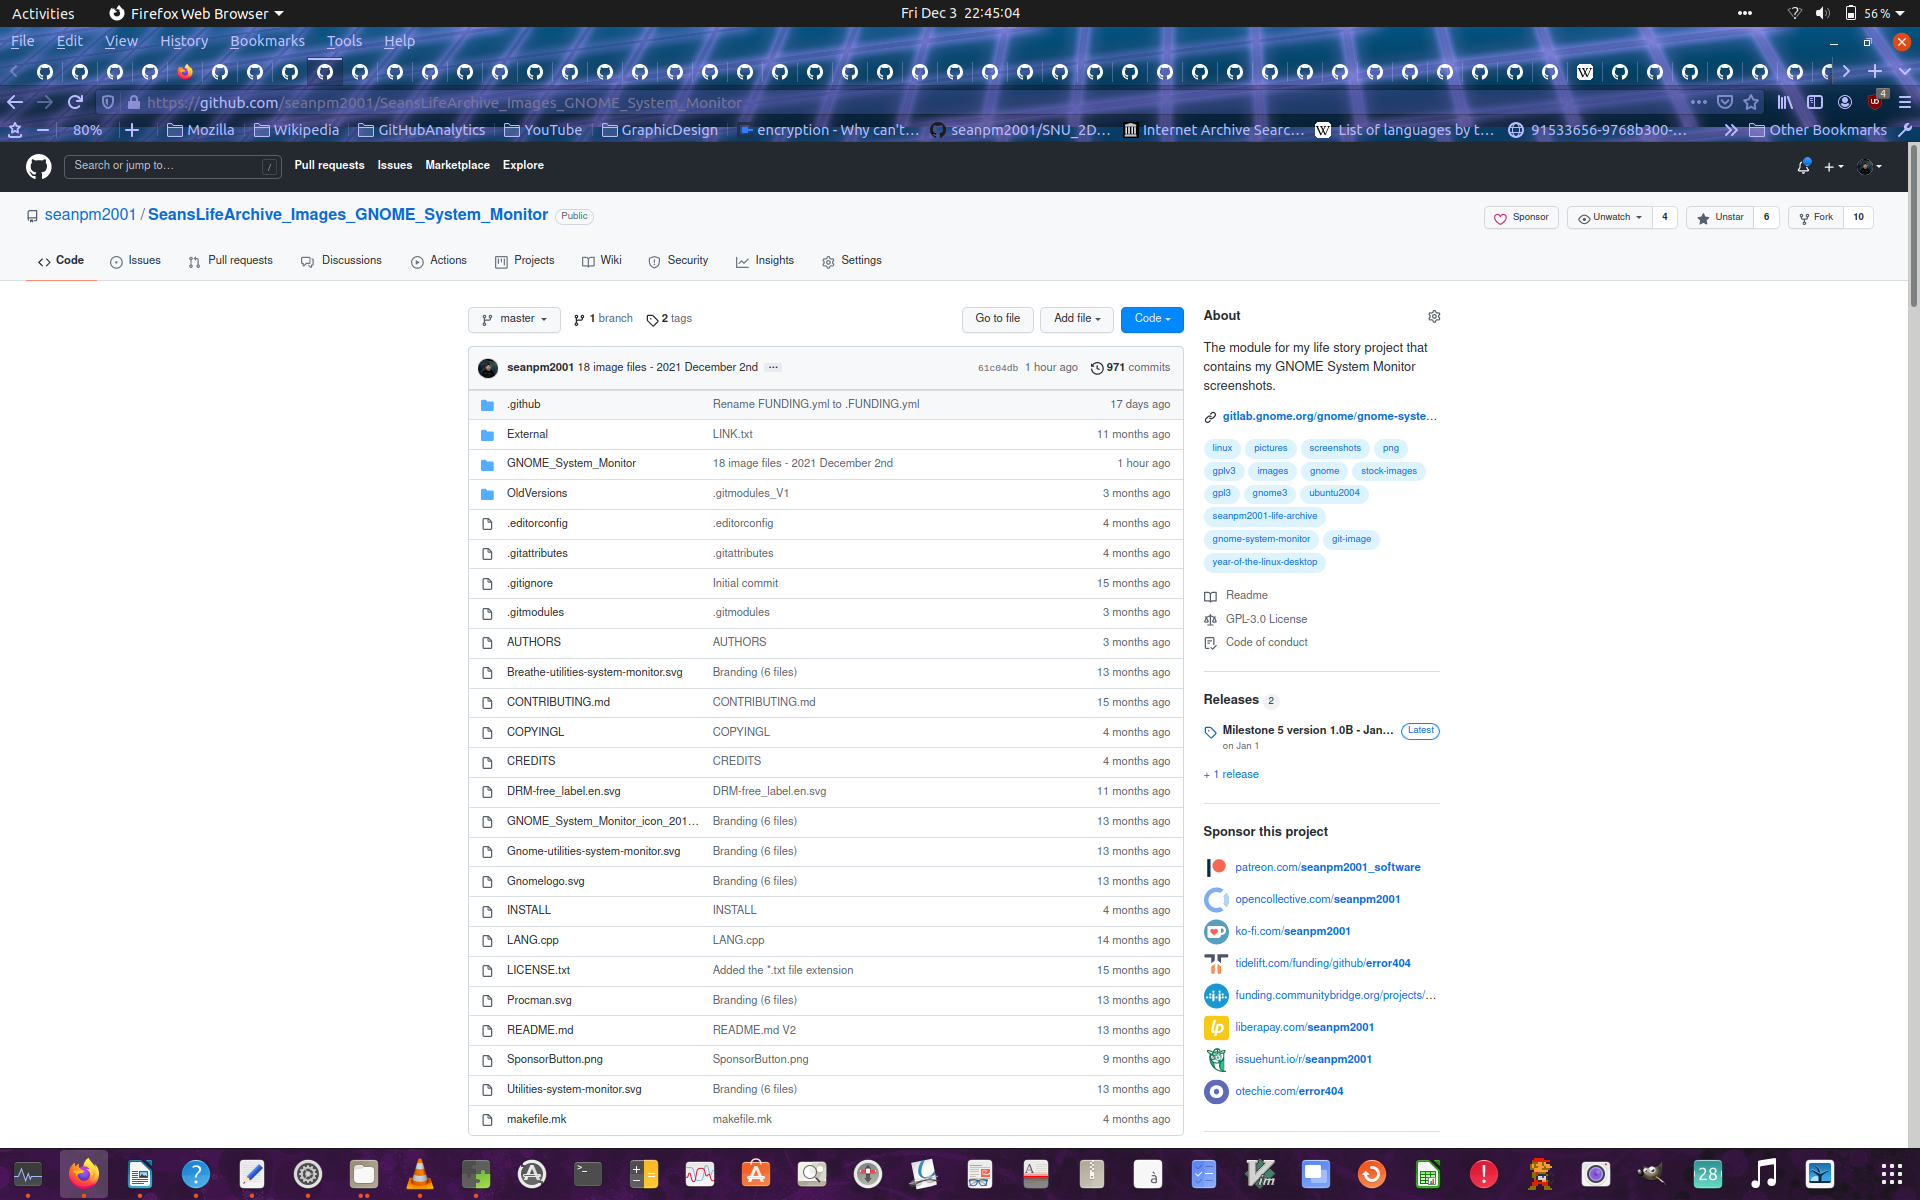 Activities Firefox Web Browser Fri Dec 3 22:45:04 56 %
File Edit View History Bookmarks Tools Help
https://github.com/seanpm2001/SeansLifeArchive_Images_GNOME_System_Monitor 4
80% Mozilla Wikipedia GitHubAnalytics YouTube GraphicDesign encryption - Why can't... seanpm2001/SNU_2D... Internet Archive Searc... List of languages by t... 91533656-9768b300-... Other Bookmarks
Search or jump to... / Pull requests Issues Marketplace Explore
seanpm2001 / SeansLifeArchive_Images_GNOME_System_Monitor Public Sponsor Unwatch 4 Unstar 6 Fork 10
Code Issues Pull requests Discussions Actions Projects Wiki Security Insights Settings
master 1 branch 2 tags Go to file Add file Code
seanpm2001 18 image files - 2021 December 2nd 61c04db 1 hour ago 971 commits
.github Rename FUNDING.yml to .FUNDING.yml 17 days ago
External LINK.txt 11 months ago
GNOME_System_Monitor 18 image files - 2021 December 2nd 1 hour ago
OldVersions .gitmodules_V1 3 months ago
.editorconfig .editorconfig 4 months ago
.gitattributes .gitattributes 4 months ago
.gitignore Initial commit 15 months ago
.gitmodules .gitmodules 3 months ago
AUTHORS AUTHORS 3 months ago
Breathe-utilities-system-monitor.svg Branding (6 files) 13 months ago
CONTRIBUTING.md CONTRIBUTING.md 15 months ago
COPYINGL COPYINGL 4 months ago
CREDITS CREDITS 4 months ago
DRM-free_label.en.svg DRM-free_label.en.svg 11 months ago
GNOME_System_Monitor_icon_201... Branding (6 files) 13 months ago
Gnome-utilities-system-monitor.svg Branding (6 files) 13 months ago
Gnomelogo.svg Branding (6 files) 13 months ago
INSTALL INSTALL 4 months ago
LANG.cpp LANG.cpp 14 months ago
LICENSE.txt Added the *.txt file extension 15 months ago
Procman.svg Branding (6 files) 13 months ago
README.md README.md V2 13 months ago
SponsorButton.png SponsorButton.png 9 months ago
Utilities-system-monitor.svg Branding (6 files) 13 months ago
makefile.mk makefile.mk 4 months ago
About
The module for my life story project that
contains my GNOME System Monitor
screenshots.
gitlab.gnome.org/gnome/gnome-syste...
linux pictures screenshots png
gplv3 images gnome stock-images
gpl3 gnome3 ubuntu2004
seanpm2001-life-archive
gnome-system-monitor git-image
year-of-the-linux-desktop
Readme
GPL-3.0 License
Code of conduct
Releases 2
Milestone 5 version 1.0B - Jan... Latest
on Jan 1
+ 1 release
Sponsor this project
patreon.com/seanpm2001_software
opencollective.com/seanpm2001
ko-fi.com/seanpm2001
tidelift.com/funding/github/error404
funding.communitybridge.org/projects/...
liberapay.com/seanpm2001
issuehunt.io/r/seanpm2001
otechie.com/error404
28